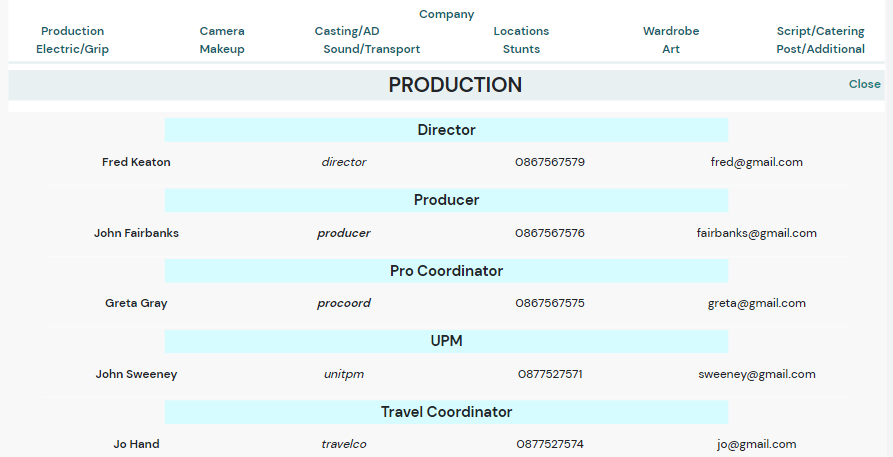 Company
Production Camera Casting/AD Locations Wardrobe Script/Catering
Electric/Grip Makeup Sound/Transport Stunts Art Post/Additional
PRODUCTION Close
Director
Fred Keaton director 0867567579 fred@gmail.com
Producer
John Fairbanks producer 0867567576 fairbanks@gmail.com
Pro Coordinator
Greta Gray procoord 0867567575 greta@gmail.com
UPM
John Sweeney unitpm 0877527571 sweeney@gmail.com
Travel Coordinator
Jo Hand travelco 0877527574 jo@gmail.com